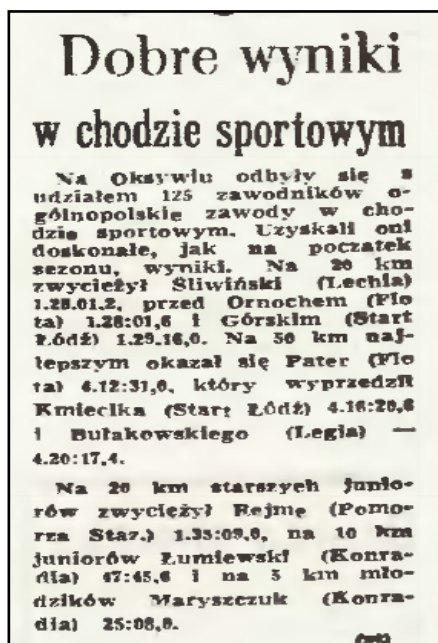 Dobre wyniki
w chodzie sportowym
Na Oksywiu odbyły się z
udziałem 125 zawodników o-
gólnopolskie zawody w cho-
dzie sportowym. Uzyskali oni
doskonałe, jak na początek
sezonu, wyniki. Na 20 km
zwyciężył Śliwiński (Lechia)
1.28.01,2, przed Ornochem (Flo
ta) 1.28:01,6 i Górskim (Start
Łódź) 1.29.16,0. Na 50 km naj-
lepszym okazał się Pater (Flo
ta) 4.12:31,0, który wyprzedził
Kmiecika (Start Łódź) 4.16:20,6
i Bułakowskiego (Legia) —
4.20:17,4.
Na 20 km starszych junio-
rów zwyciężył Rejmę (Pomo-
rza Star.) 1.35:09,0, na 10 km
juniorów Łumiewski (Konra-
dia) 47:45,6 i na 5 km mło-
dzików Maryszczuk (Konra-
dia) 25:08,0.